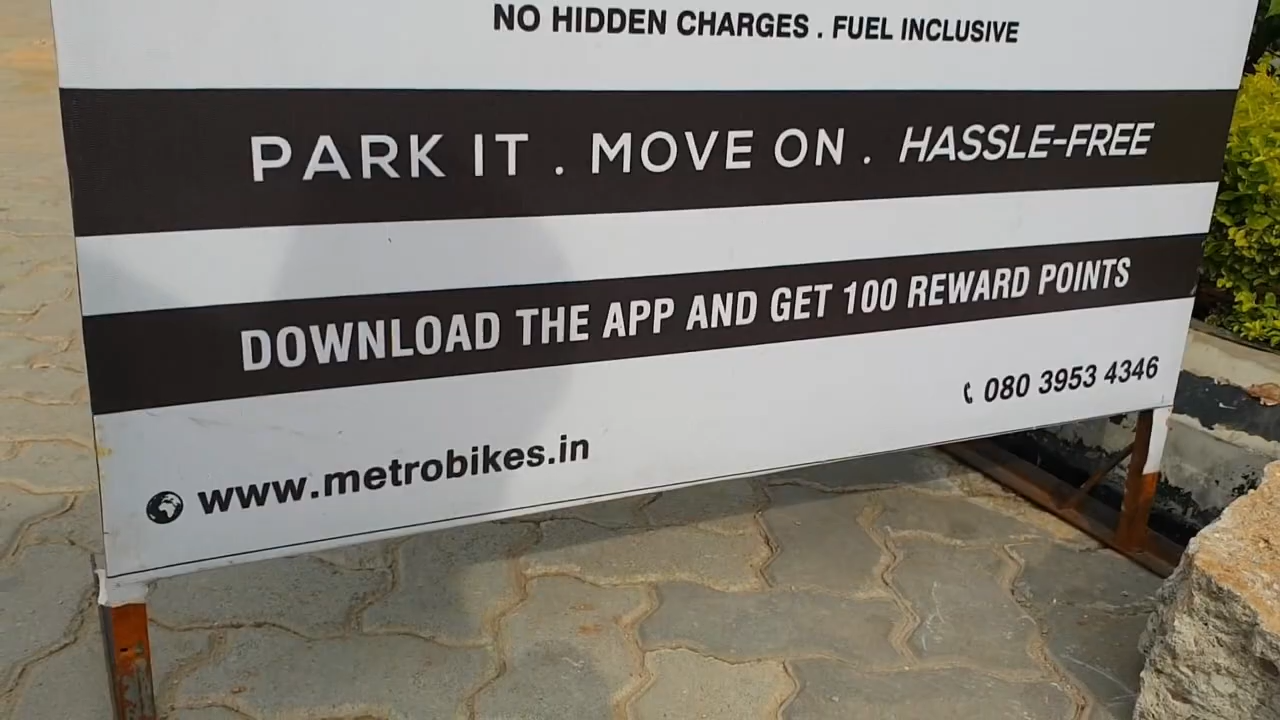 NO HIDDEN CHARGES . FUEL INCLUSIVE
PARK IT . MOVE ON . HASSLE-FREE
DOWNLOAD THE APP AND GET 100 REWARD POINTS
080 3953 4346
www.metrobikes.in